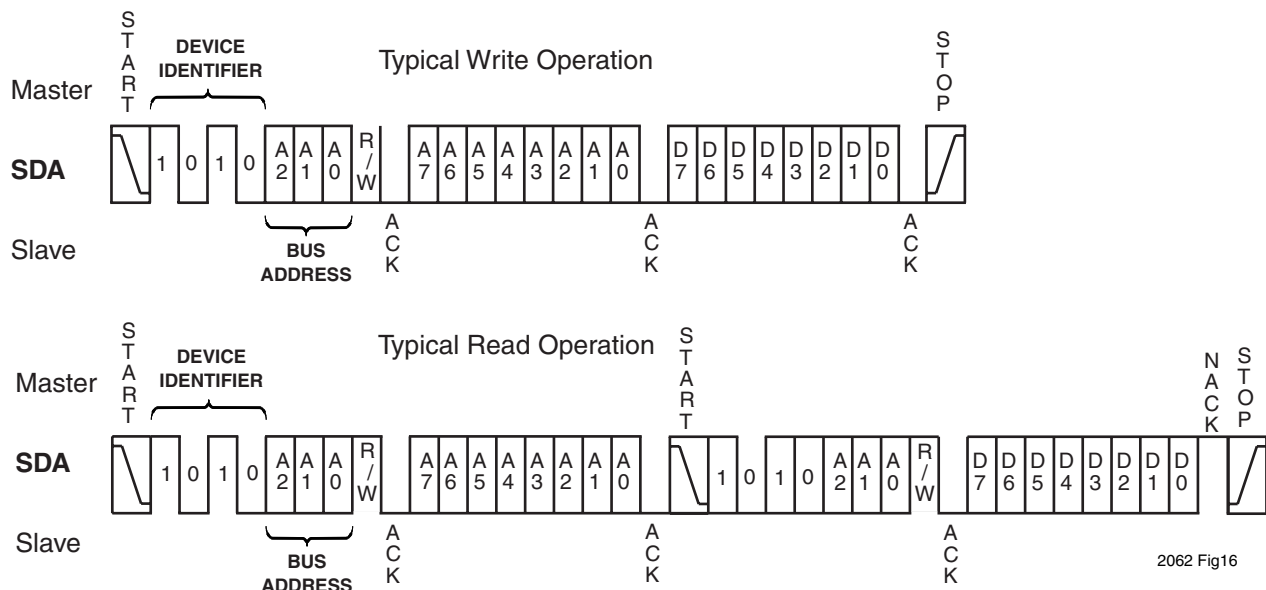 START
DEVICE
IDENTIFIER
Typical Write Operation
STOP
Master
SDA
1 0 1 0 A2 A1 A0 R/W A7 A6 A5 A4 A3 A2 A1 A0 D7 D6 D5 D4 D3 D2 D1 D0
Slave
BUS
ADDRESS
ACK
ACK
ACK
START
DEVICE
IDENTIFIER
Typical Read Operation
START
NACK
STOP
Master
SDA
1 0 1 0 A2 A1 A0 R/W A7 A6 A5 A4 A3 A2 A1 A0 1 0 1 0 A2 A1 A0 R/W D7 D6 D5 D4 D3 D2 D1 D0
Slave
BUS
ADDRESS
ACK
ACK
ACK
2062 Fig16